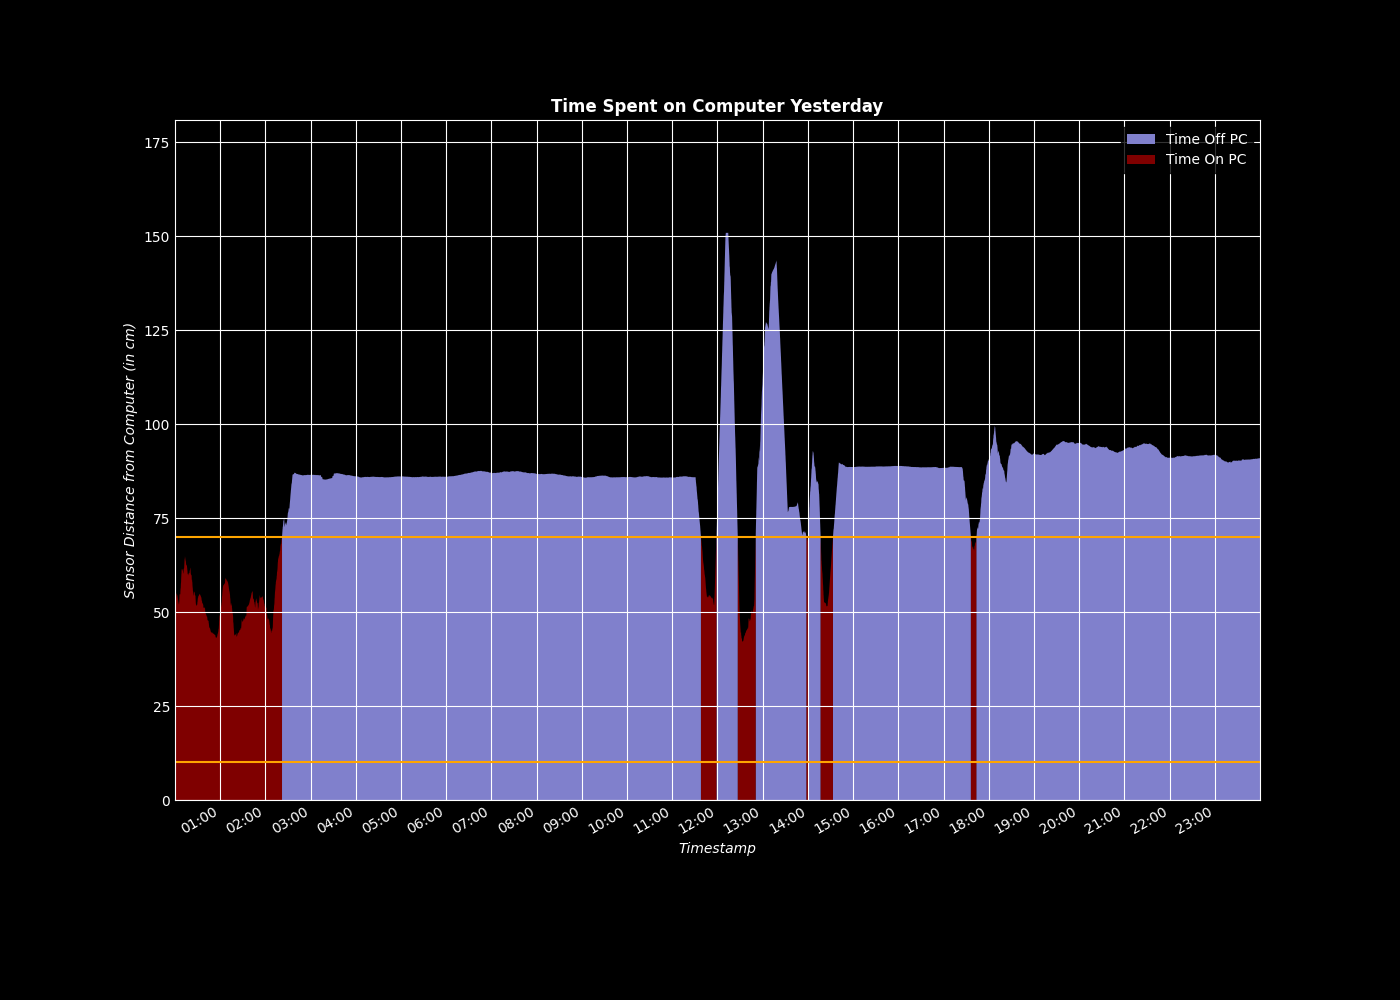 Time Spent on Computer Yesterday
Time Off PC
Time On PC
175
150
125
100
75
50
25
0
Sensor Distance from Computer (in cm)
01:00 02:00 03:00 04:00 05:00 06:00 07:00 08:00 09:00 10:00 11:00 12:00 13:00 14:00 15:00 16:00 17:00 18:00 19:00 20:00 21:00 22:00 23:00
Timestamp